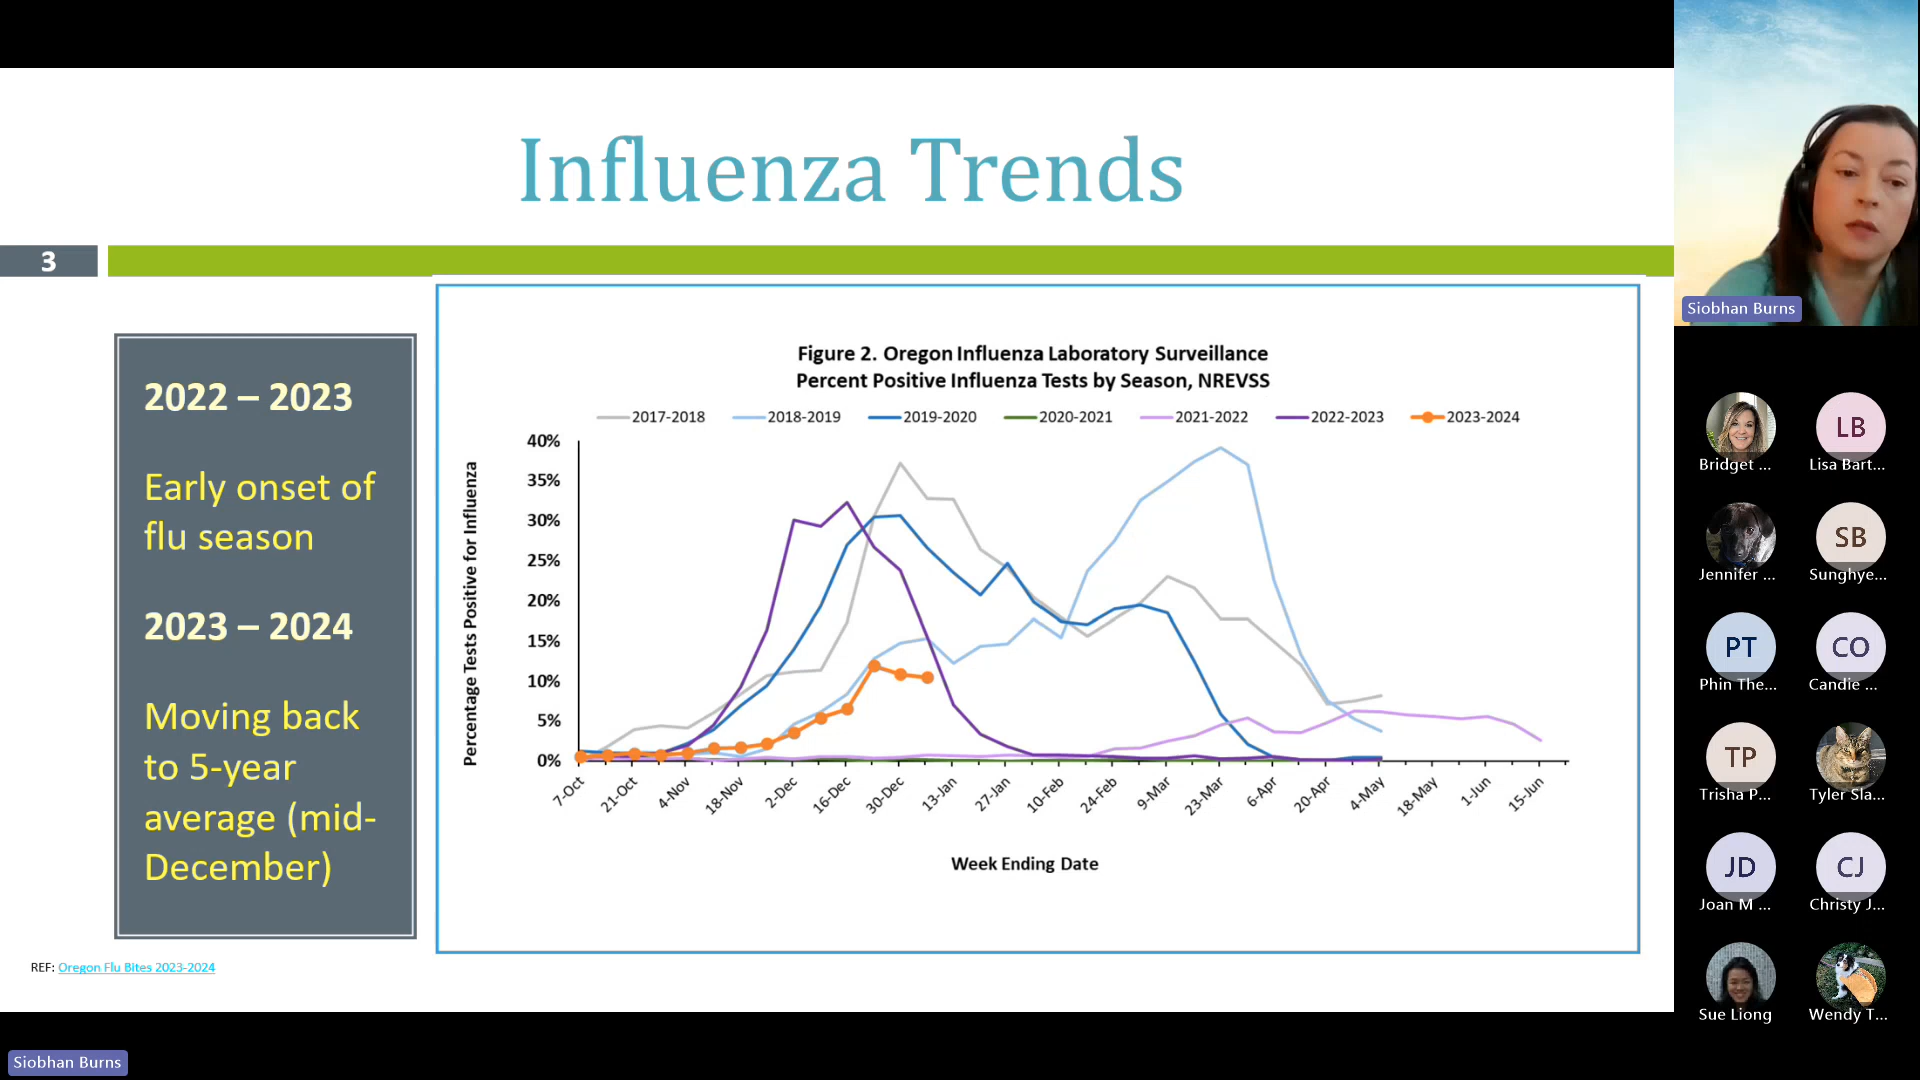 Influenza Trends
3
2022 – 2023
Early onset of
flu season
2023 – 2024
Moving back
to 5-year
average (mid-
December)
Figure 2. Oregon Influenza Laboratory Surveillance
Percent Positive Influenza Tests by Season, NREVSS
2017-2018 2018-2019 2019-2020 2020-2021 2021-2022 2022-2023 2023-2024
Percentage Tests Positive for Influenza
40%
35%
30%
25%
20%
15%
10%
5%
0%
7-Oct 21-Oct 4-Nov 18-Nov 2-Dec 16-Dec 30-Dec 13-Jan 27-Jan 10-Feb 24-Feb 9-Mar 23-Mar 6-Apr 20-Apr 4-May 18-May 1-Jun 15-Jun
Week Ending Date
REF: Oregon Flu Bites 2023-2024
Siobhan Burns
Siobhan Burns
LB
Bridget ... Lisa Bart...
SB
Jennifer ... Sunghye...
PT CO
Phin The... Candie ...
TP
Trisha P... Tyler Sla...
JD CJ
Joan M ... Christy J...
Sue Liong Wendy T...